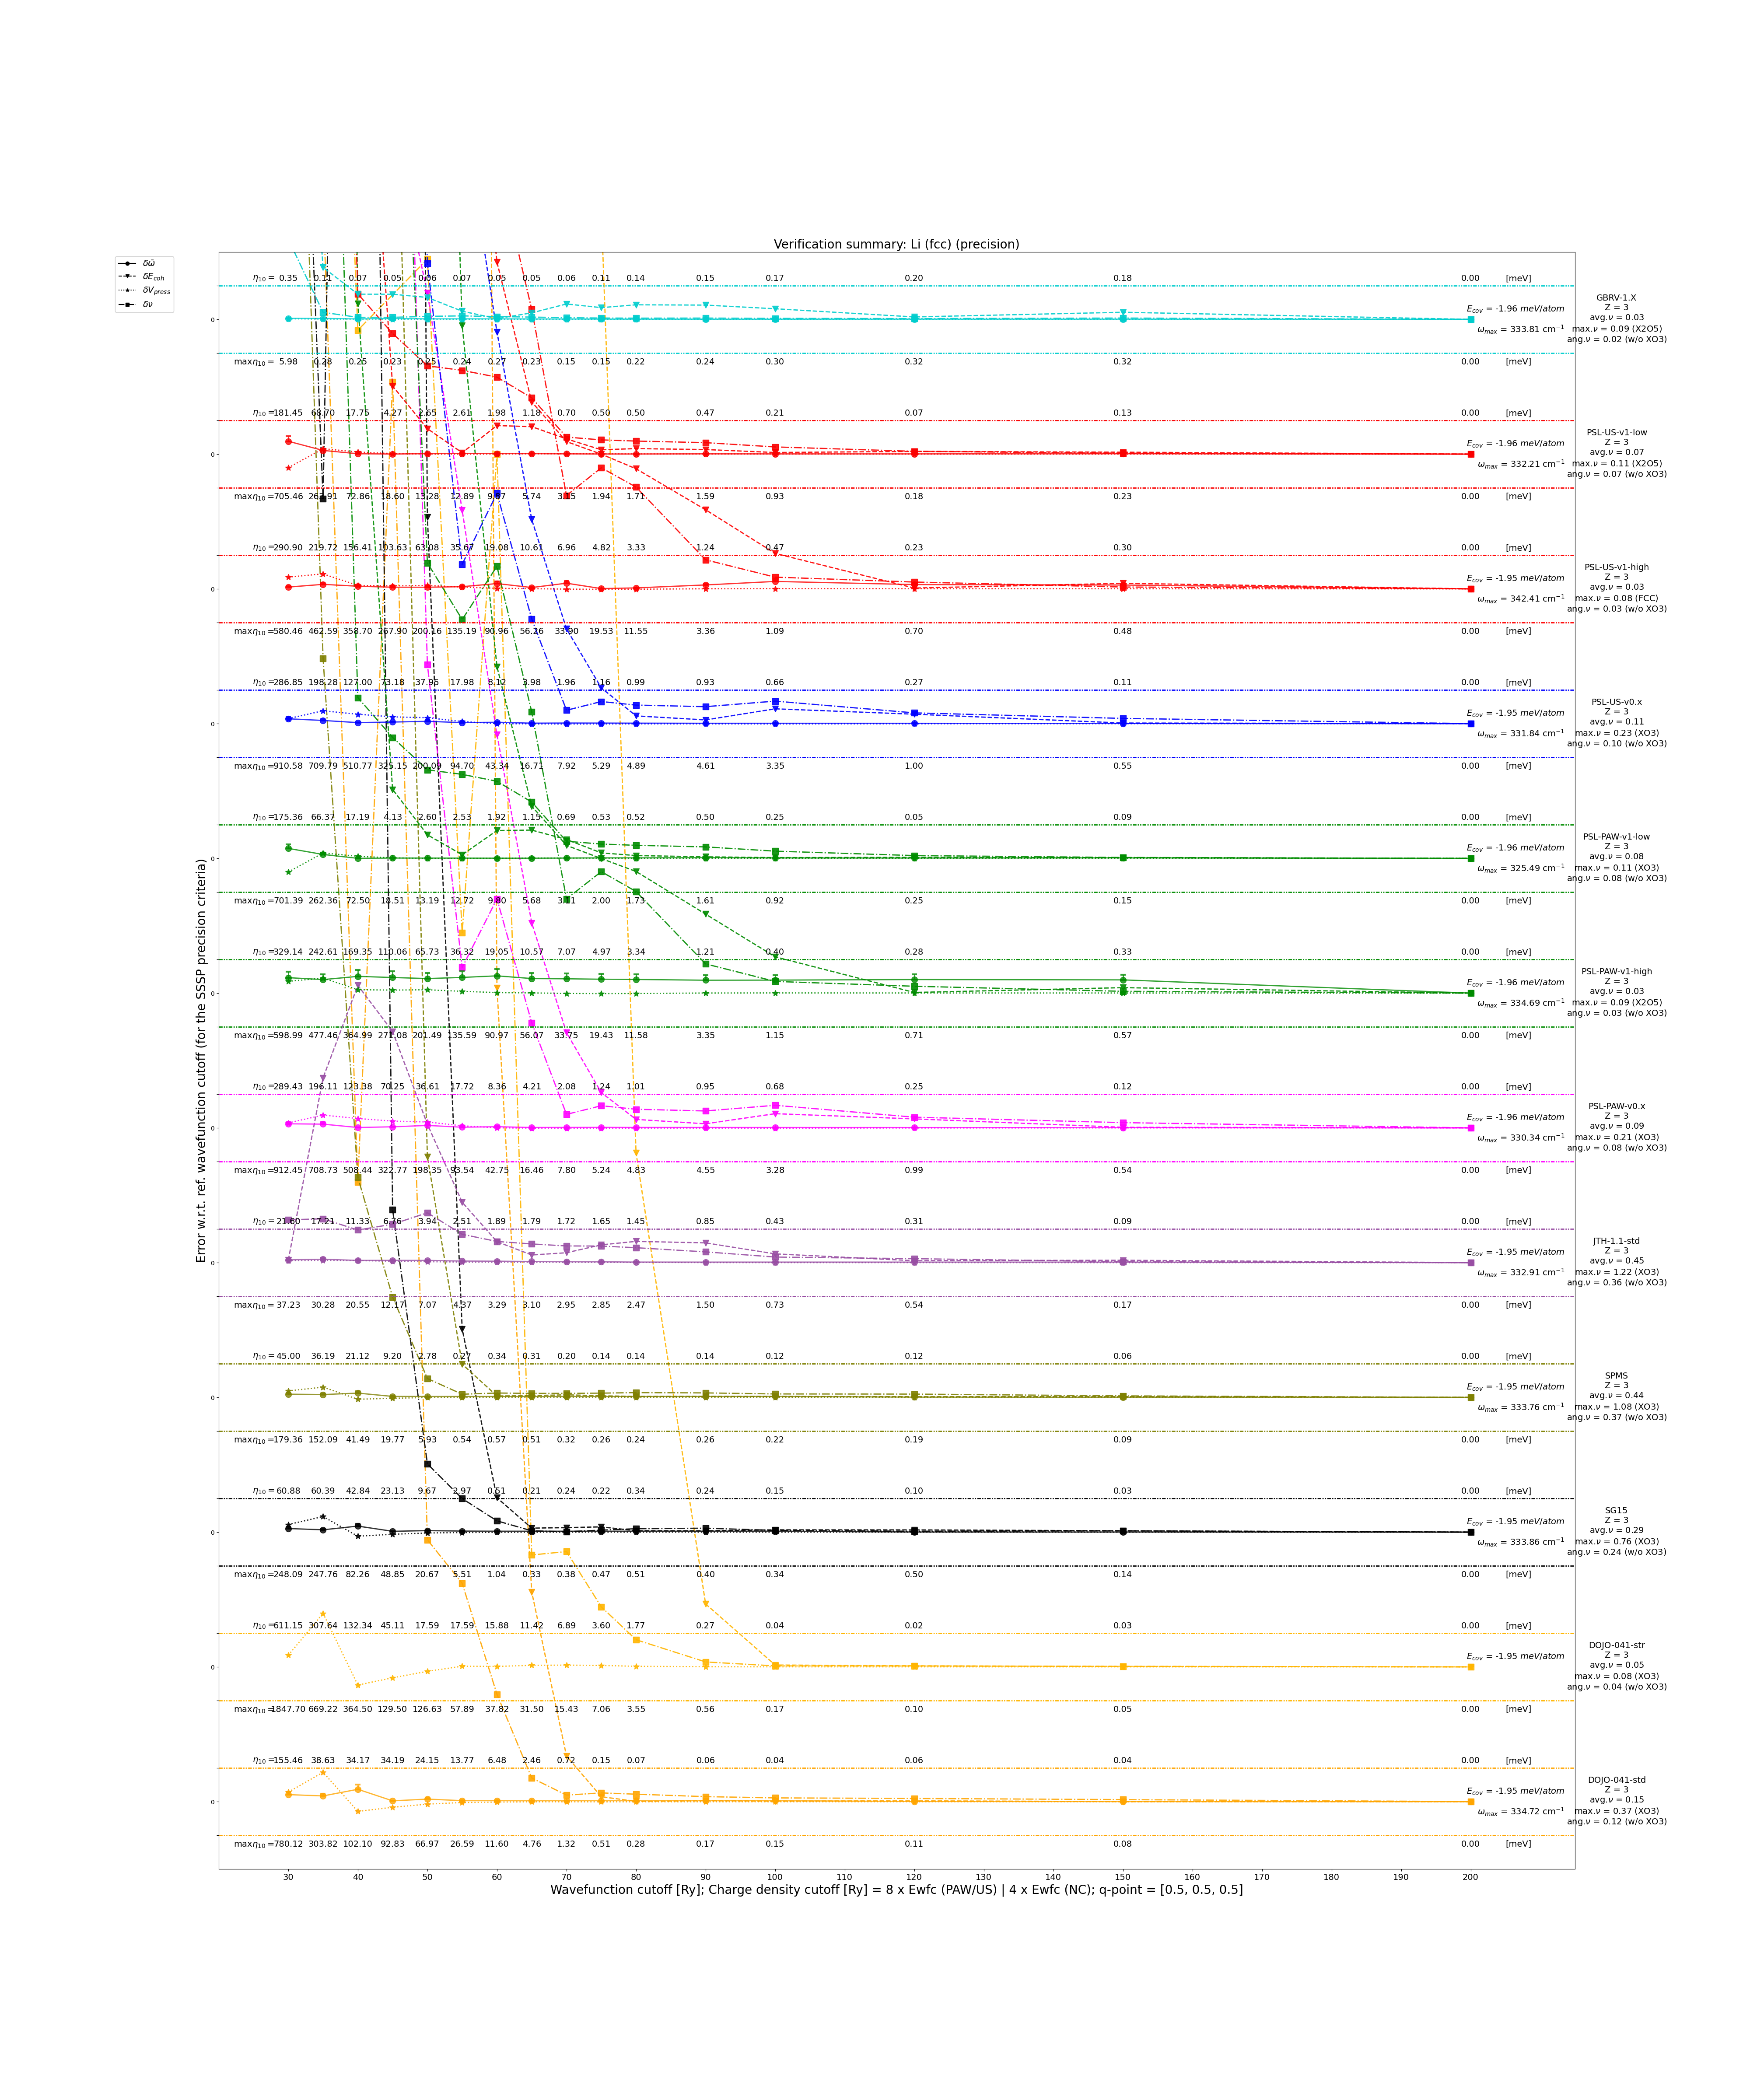 Verification summary: Li (fcc) (precision)
δω̄
δE_coh
δV_press
δν
η₁₀ = 0.35 0.11 0.07 0.05 0.06 0.07 0.05 0.05 0.06 0.11 0.14 0.15 0.17 0.20 0.18 0.00 [meV]
GBRV-1.X
Z = 3
avg.ν = 0.03
max.ν = 0.09 (X2O5)
ang.ν = 0.02 (w/o XO3)
0
E_cov = -1.96 meV/atom
ω_max = 333.81 cm⁻¹
maxη₁₀ = 5.98 0.28 0.25 0.23 0.25 0.24 0.27 0.23 0.15 0.15 0.22 0.24 0.30 0.32 0.32 0.00 [meV]
η₁₀ = 181.45 68.70 17.75 4.27 2.65 2.61 1.98 1.18 0.70 0.50 0.50 0.47 0.21 0.07 0.13 0.00 [meV]
PSL-US-v1-low
Z = 3
avg.ν = 0.07
max.ν = 0.11 (X2O5)
ang.ν = 0.07 (w/o XO3)
0
E_cov = -1.96 meV/atom
ω_max = 332.21 cm⁻¹
maxη₁₀ = 705.46 72.86 18.60 13.28 12.89 5.74 1.94 1.71 1.59 0.93 0.18 0.23 0.00 [meV]
η₁₀ = 290.90 219.72 156.41 103.63 63.08 35.67 19.08 10.61 6.96 4.82 3.33 1.24 0.47 0.23 0.30 0.00 [meV]
PSL-US-v1-high
Z = 3
avg.ν = 0.03
max.ν = 0.08 (FCC)
ang.ν = 0.03 (w/o XO3)
0
E_cov = -1.95 meV/atom
ω_max = 342.41 cm⁻¹
maxη₁₀ = 580.46 462.59 358.70 267.90 200.16 135.19 90.96 56.26 33.90 19.53 11.55 3.36 1.09 0.70 0.48 0.00 [meV]
η₁₀ = 286.85 198.28 127.00 73.18 37.95 17.98 8.12 3.98 1.96 1.16 0.99 0.93 0.66 0.27 0.11 0.00 [meV]
PSL-US-v0.x
Z = 3
avg.ν = 0.11
max.ν = 0.23 (XO3)
ang.ν = 0.10 (w/o XO3)
0
E_cov = -1.95 meV/atom
ω_max = 331.84 cm⁻¹
maxη₁₀ = 910.58 709.79 510.77 325.15 200.09 94.70 43.34 16.71 7.92 5.29 4.89 4.61 3.35 1.00 0.55 0.00 [meV]
η₁₀ = 175.36 66.37 17.19 4.13 2.60 2.53 1.92 1.15 0.69 0.53 0.52 0.50 0.25 0.05 0.09 0.00 [meV]
PSL-PAW-v1-low
Z = 3
avg.ν = 0.08
max.ν = 0.11 (XO3)
ang.ν = 0.08 (w/o XO3)
0
E_cov = -1.96 meV/atom
ω_max = 325.49 cm⁻¹
maxη₁₀ = 701.39 262.36 72.50 18.51 13.19 12.72 5.68 2.00 1.73 1.61 0.92 0.25 0.15 0.00 [meV]
η₁₀ = 329.14 242.61 169.35 110.06 65.73 36.32 19.05 10.57 7.07 4.97 3.34 1.21 0.40 0.28 0.33 0.00 [meV]
PSL-PAW-v1-high
Z = 3
avg.ν = 0.03
max.ν = 0.09 (X2O5)
ang.ν = 0.03 (w/o XO3)
0
E_cov = -1.96 meV/atom
ω_max = 334.69 cm⁻¹
maxη₁₀ = 598.99 477.46 364.99 271.08 201.49 135.59 90.97 56.07 33.75 19.43 11.58 3.35 1.15 0.71 0.57 0.00 [meV]
η₁₀ = 289.43 196.11 123.38 70.25 36.61 17.72 8.36 4.21 2.08 1.24 1.01 0.95 0.68 0.25 0.12 0.00 [meV]
PSL-PAW-v0.x
Z = 3
avg.ν = 0.09
max.ν = 0.21 (XO3)
ang.ν = 0.08 (w/o XO3)
0
E_cov = -1.96 meV/atom
ω_max = 330.34 cm⁻¹
maxη₁₀ = 912.45 708.73 508.44 322.77 198.35 93.54 42.75 16.46 7.80 5.24 4.83 4.55 3.28 0.99 0.54 0.00 [meV]
η₁₀ = 21.60 17.21 11.33 6.76 3.94 2.51 1.89 1.79 1.72 1.65 1.45 0.85 0.43 0.31 0.09 0.00 [meV]
JTH-1.1-std
Z = 3
avg.ν = 0.45
max.ν = 1.22 (XO3)
ang.ν = 0.36 (w/o XO3)
0
E_cov = -1.95 meV/atom
ω_max = 332.91 cm⁻¹
maxη₁₀ = 37.23 30.28 20.55 12.17 7.07 4.37 3.29 3.10 2.95 2.85 2.47 1.50 0.73 0.54 0.17 0.00 [meV]
η₁₀ = 45.00 36.19 21.12 9.20 2.78 0.27 0.34 0.31 0.20 0.14 0.14 0.14 0.12 0.12 0.06 0.00 [meV]
SPMS
Z = 3
avg.ν = 0.44
max.ν = 1.08 (XO3)
ang.ν = 0.37 (w/o XO3)
0
E_cov = -1.95 meV/atom
ω_max = 333.76 cm⁻¹
maxη₁₀ = 179.36 152.09 41.49 19.77 5.93 0.54 0.57 0.51 0.32 0.26 0.24 0.26 0.22 0.19 0.09 0.00 [meV]
η₁₀ = 60.88 60.39 42.84 23.13 9.67 2.97 0.61 0.21 0.24 0.22 0.34 0.24 0.15 0.10 0.03 0.00 [meV]
SG15
Z = 3
avg.ν = 0.29
max.ν = 0.76 (XO3)
ang.ν = 0.24 (w/o XO3)
0
E_cov = -1.95 meV/atom
ω_max = 333.86 cm⁻¹
maxη₁₀ = 248.09 247.76 82.26 48.85 20.67 5.51 1.04 0.33 0.38 0.47 0.51 0.40 0.34 0.50 0.14 0.00 [meV]
η₁₀ = 611.15 307.64 132.34 45.11 17.59 17.59 15.88 11.42 6.89 3.60 1.77 0.27 0.04 0.02 0.03 0.00 [meV]
DOJO-041-str
Z = 3
avg.ν = 0.05
max.ν = 0.08 (XO3)
ang.ν = 0.04 (w/o XO3)
0
E_cov = -1.95 meV/atom
maxη₁₀ = 1847.70 669.22 364.50 129.50 126.63 57.89 37.82 31.50 15.43 7.06 3.55 0.56 0.17 0.10 0.05 0.00 [meV]
η₁₀ = 155.46 38.63 34.17 34.19 24.15 13.77 6.48 2.46 0.72 0.15 0.07 0.06 0.04 0.06 0.04 0.00 [meV]
DOJO-041-std
Z = 3
avg.ν = 0.15
max.ν = 0.37 (XO3)
ang.ν = 0.12 (w/o XO3)
0
E_cov = -1.95 meV/atom
ω_max = 334.72 cm⁻¹
maxη₁₀ = 780.12 303.82 102.10 92.83 66.97 26.59 11.60 4.76 1.32 0.51 0.28 0.17 0.15 0.11 0.08 0.00 [meV]
30 40 50 60 70 80 90 100 110 120 130 140 150 160 170 180 190 200
Wavefunction cutoff [Ry]; Charge density cutoff [Ry] = 8 x Ewfc (PAW/US) | 4 x Ewfc (NC); q-point = [0.5, 0.5, 0.5]
Error w.r.t. ref. wavefunction cutoff (for the SSSP precision criteria)